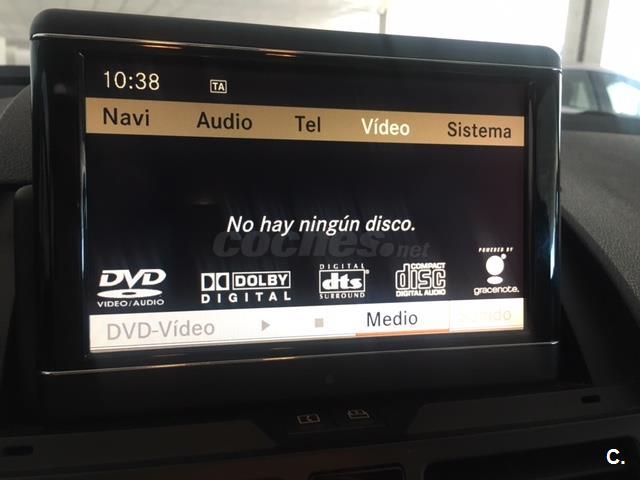 10:38 TA
Navi Audio Tel Vídeo Sistema
No hay ningún disco.
coches.net
DVD
VIDEO/AUDIO
DOLBY
DIGITAL
DIGITAL
dts
SURROUND
COMPACT
disc
DIGITAL AUDIO
POWERED BY
gracenote.
DVD-Vídeo Medio Sonido
C.